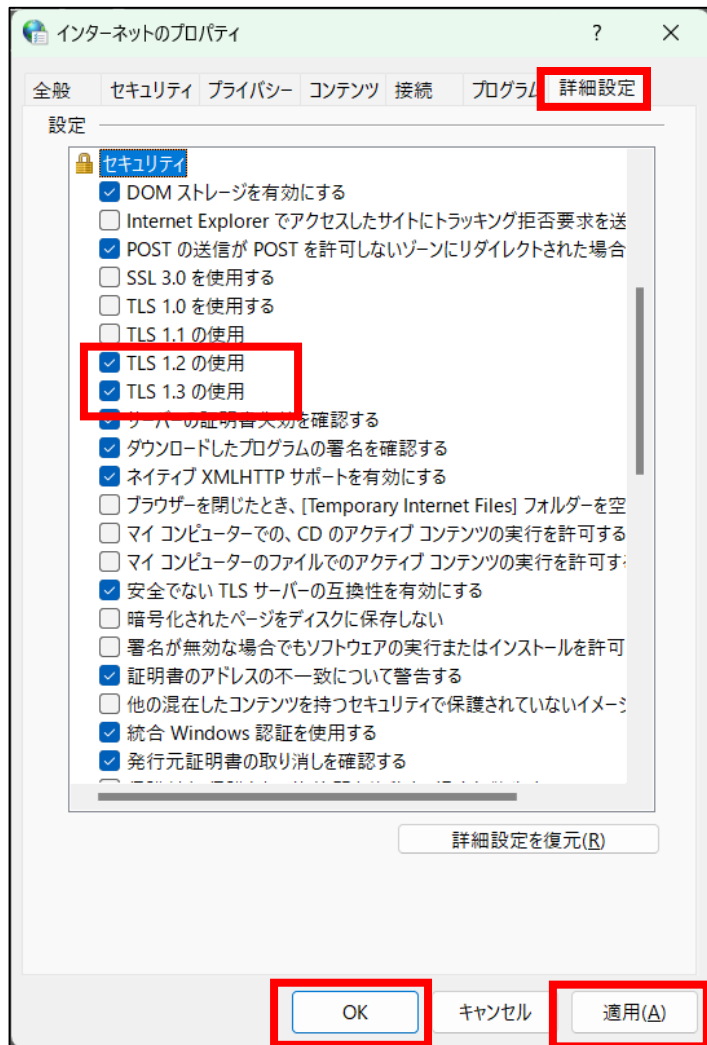 インターネットのプロパティ ? ×
全般 セキュリティ プライバシー コンテンツ 接続 プログラム 詳細設定
設定
セキュリティ
DOM ストレージを有効にする
Internet Explorer でアクセスしたサイトにトラッキング拒否要求を送
POST の送信が POST を許可しないゾーンにリダイレクトされた場合
SSL 3.0 を使用する
TLS 1.0 を使用する
TLS 1.1 の使用
TLS 1.2 の使用
TLS 1.3 の使用
サーバーの証明書失効を確認する
ダウンロードしたプログラムの署名を確認する
ネイティブ XMLHTTP サポートを有効にする
ブラウザーを閉じたとき、[Temporary Internet Files] フォルダーを空
マイ コンピューターでの、CD のアクティブ コンテンツの実行を許可する
マイ コンピューターのファイルでのアクティブ コンテンツの実行を許可す
安全でない TLS サーバーの互換性を有効にする
暗号化されたページをディスクに保存しない
署名が無効な場合でもソフトウェアの実行またはインストールを許可
証明書のアドレスの不一致について警告する
他の混在したコンテンツを持つセキュリティで保護されていないイメージ
統合 Windows 認証を使用する
発行元証明書の取り消しを確認する
詳細設定を復元(R)
OK キャンセル 適用(A)